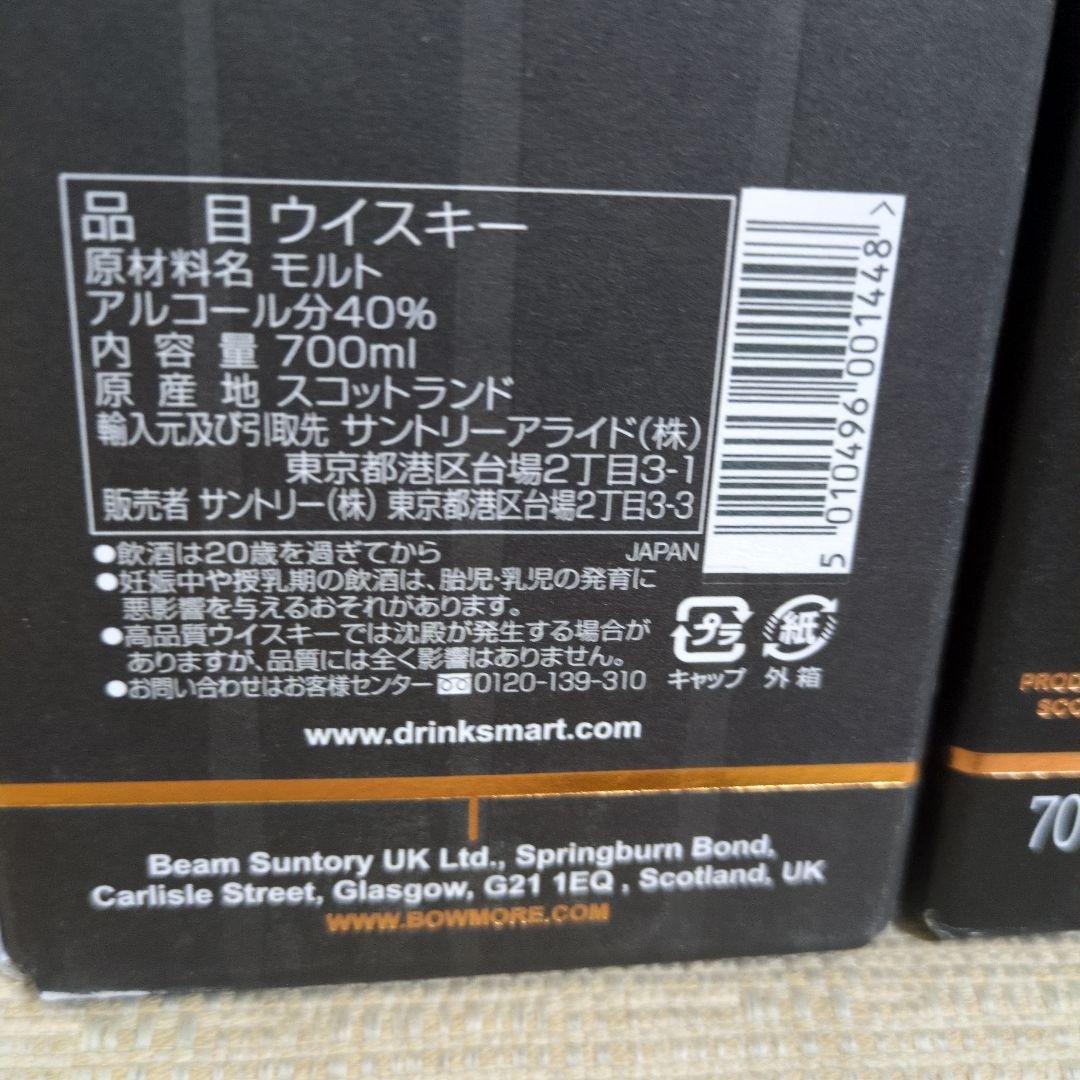 品 目 ウイスキー
原材料名 モルト
アルコール分40%
内 容 量 700ml
原 産 地 スコットランド
輸入元及び引取先 サントリーアライド(株)
東京都港区台場2丁目3-1
販売者 サントリー(株) 東京都港区台場2丁目3-3
●飲酒は20歳を過ぎてから
JAPAN
●妊娠中や授乳期の飲酒は、胎児・乳児の発育に
悪影響を与えるおそれがあります。
●高品質ウイスキーでは沈殿が発生する場合が
ありますが、品質には全く影響はありません。
●お問い合わせはお客様センター 0120-139-310
5 010496 001448 >
プラ
紙
キャップ 外箱
www.drinksmart.com
Beam Suntory UK Ltd., Springburn Bond,
Carlisle Street, Glasgow, G21 1EQ , Scotland, UK
WWW.BOWMORE.COM
PROD
SCO
70